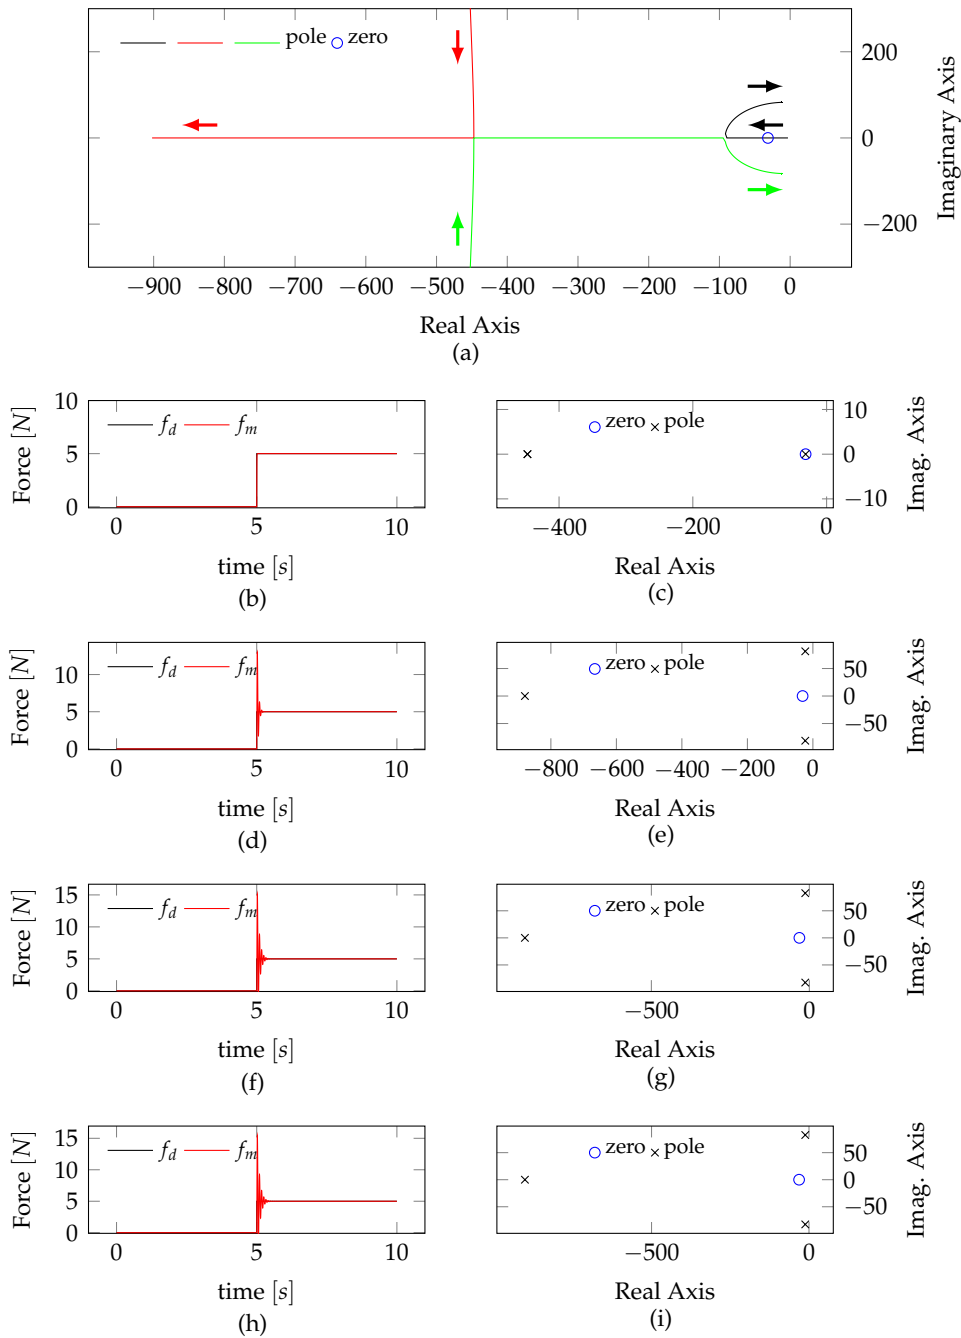 pole zero
200
0
−200
Imaginary Axis
−900 −800 −700 −600 −500 −400 −300 −200 −100 0
Real Axis
(a)
10
5
0
Force [N]
f_d f_m
0 5 10
time [s]
(b)
zero pole
10
0
−10
Imag. Axis
−400 −200 0
Real Axis
(c)
10
5
0
Force [N]
f_d f_m
0 5 10
time [s]
(d)
zero pole
50
0
−50
Imag. Axis
−800 −600 −400 −200 0
Real Axis
(e)
15
10
5
0
Force [N]
f_d f_m
0 5 10
time [s]
(f)
zero pole
50
0
−50
Imag. Axis
−500 0
Real Axis
(g)
15
10
5
0
Force [N]
f_d f_m
0 5 10
time [s]
(h)
zero pole
50
0
−50
Imag. Axis
−500 0
Real Axis
(i)